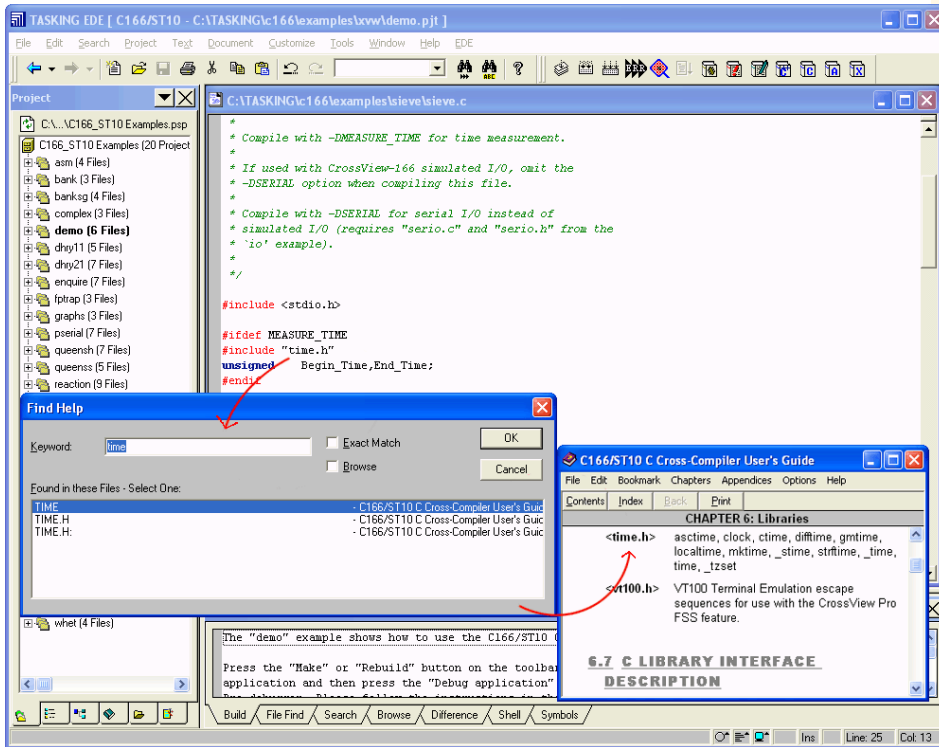 TASKING EDE [ C166/ST10 - C:\TASKING\c166\examples\xvw\demo.pjt ]
File Edit Search Project Text Document Customize Tools Window Help EDE
Project
C:\...\C166_ST10 Examples.psp
C166_ST10 Examples (20 Project
asm (4 Files)
bank (3 Files)
banksg (4 Files)
complex (3 Files)
demo (6 Files)
dhry11 (5 Files)
dhry21 (7 Files)
enquire (7 Files)
fptrap (3 Files)
graphs (3 Files)
pserial (7 Files)
queensh (7 Files)
queenss (5 Files)
reaction (9 Files)
whet (4 Files)
C:\TASKING\c166\examples\sieve\sieve.c
*
* Compile with -DMEASURE_TIME for time measurement.
*
* If used with CrossView-166 simulated I/O, omit the
* -DSERIAL option when compiling this file.
*
* Compile with -DSERIAL for serial I/O instead of
* simulated I/O (requires "serio.c" and "serio.h" from the
* `io' example).
*
*/
#include <stdio.h>
#ifdef MEASURE_TIME
#include "time.h"
unsigned Begin_Time,End_Time;
#endif
Find Help
Keyword: time
Exact Match
Browse
OK
Cancel
Found in these Files - Select One:
TIME - C166/ST10 C Cross-Compiler User's Guic
TIME.H - C166/ST10 C Cross-Compiler User's Guic
TIME.H: - C166/ST10 C Cross-Compiler User's Guic
C166/ST10 C Cross-Compiler User's Guide
File Edit Bookmark Chapters Appendices Options Help
Contents Index Back Print
CHAPTER 6: Libraries
<time.h> asctime, clock, ctime, difftime, gmtime,
localtime, mktime, _stime, strftime, _time,
time, _tzset
<vt100.h> VT100 Terminal Emulation escape
sequences for use with the CrossView Pro
FSS feature.
6.7 C LIBRARY INTERFACE
DESCRIPTION
The "demo" example shows how to use the C166/ST10
Press the "Make" or "Rebuild" button on the toolbar
application and then press the "Debug application"
Build File Find Search Browse Difference Shell Symbols
Ins Line: 25 Col: 13